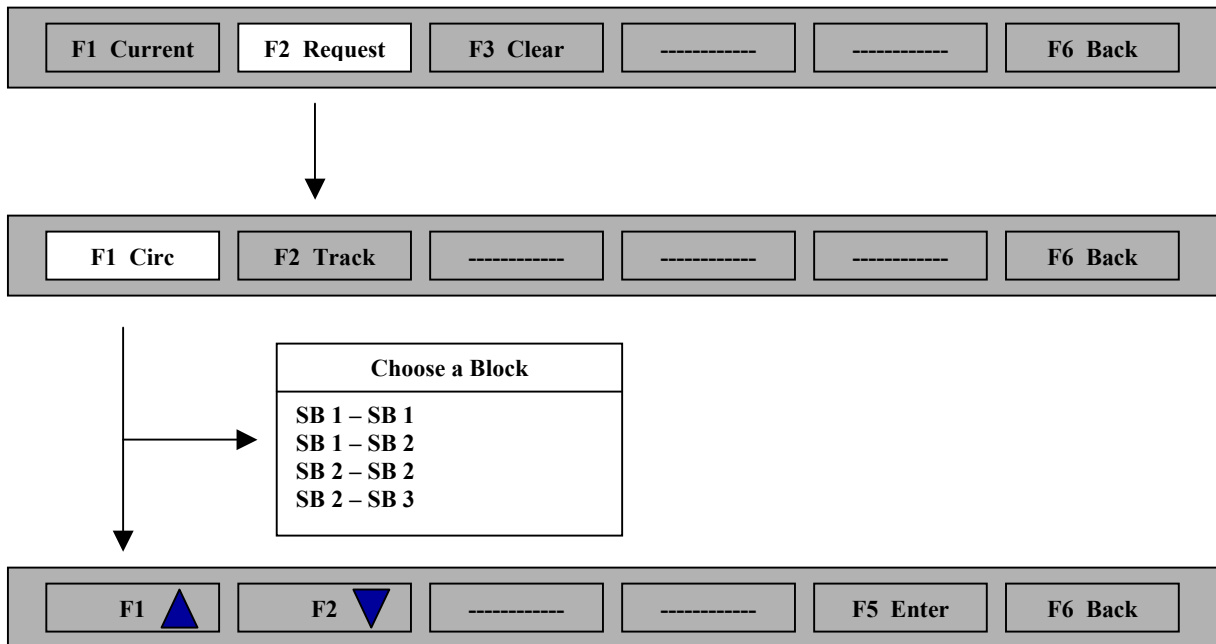 F1 Current F2 Request F3 Clear ------------ ------------ F6 Back
F1 Circ F2 Track ------------ ------------ ------------ F6 Back
Choose a Block
SB 1 – SB 1
SB 1 – SB 2
SB 2 – SB 2
SB 2 – SB 3
F1 F2 ------------ ------------ F5 Enter F6 Back